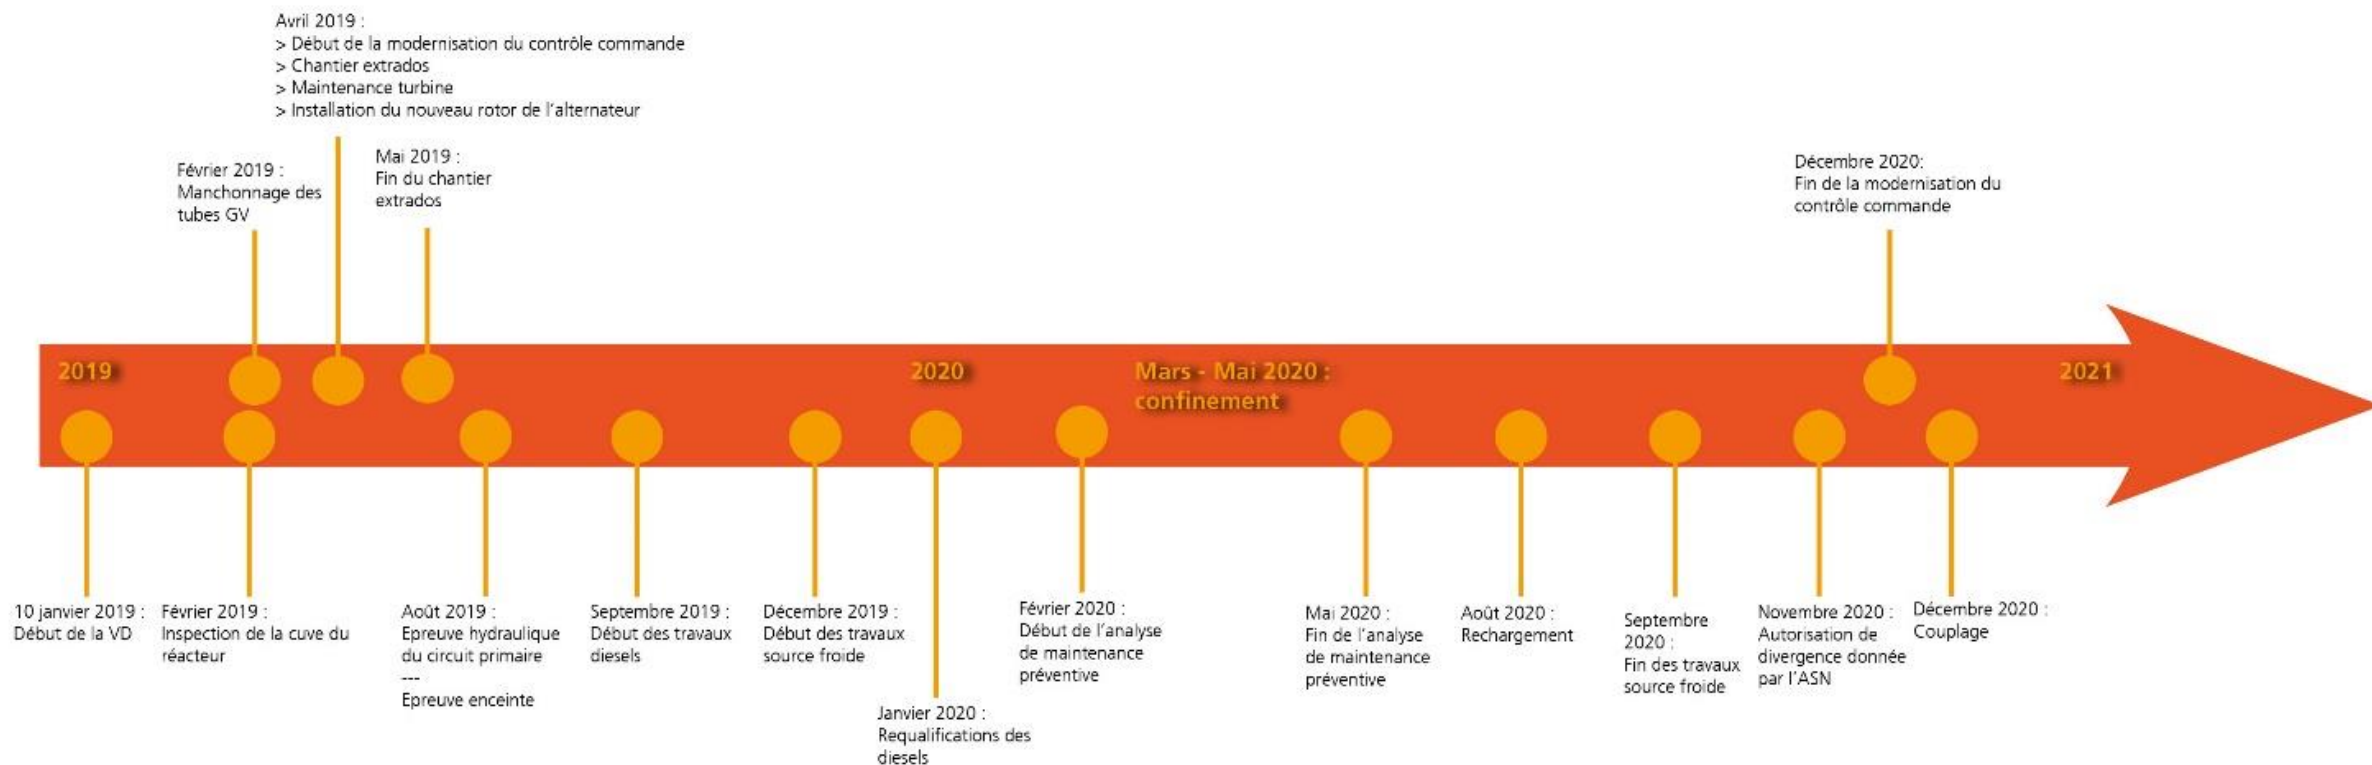 Avril 2019 :
> Début de la modernisation du contrôle commande
> Chantier extrados
> Maintenance turbine
> Installation du nouveau rotor de l'alternateur
Février 2019 :
Manchonnage des
tubes GV
Mai 2019 :
Fin du chantier
extrados
Décembre 2020:
Fin de la modernisation du
contrôle commande
2019
2020
Mars - Mai 2020 :
confinement
2021
10 janvier 2019 :
Début de la VD
Février 2019 :
Inspection de la cuve du
réacteur
Août 2019 :
Epreuve hydraulique
du circuit primaire
---
Epreuve enceinte
Septembre 2019 :
Début des travaux
diesels
Décembre 2019 :
Début des travaux
source froide
Janvier 2020 :
Requalifications des
diesels
Février 2020 :
Début de l'analyse
de maintenance
préventive
Mai 2020 :
Fin de l'analyse
de maintenance
préventive
Août 2020 :
Rechargement
Septembre
2020 :
Fin des travaux
source froide
Novembre 2020 :
Autorisation de
divergence donnée
par l'ASN
Décembre 2020 :
Couplage